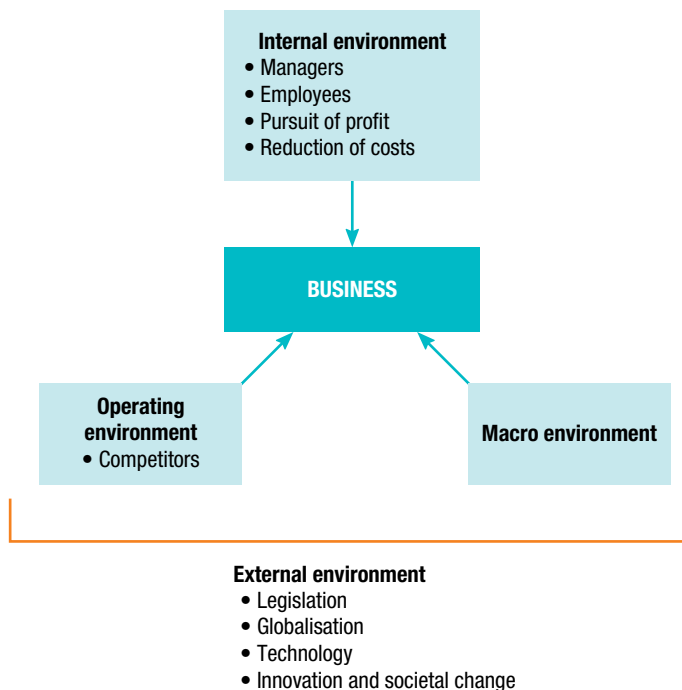 Internal environment
• Managers
• Employees
• Pursuit of profit
• Reduction of costs
BUSINESS
Operating
environment
• Competitors
Macro environment
External environment
• Legislation
• Globalisation
• Technology
• Innovation and societal change